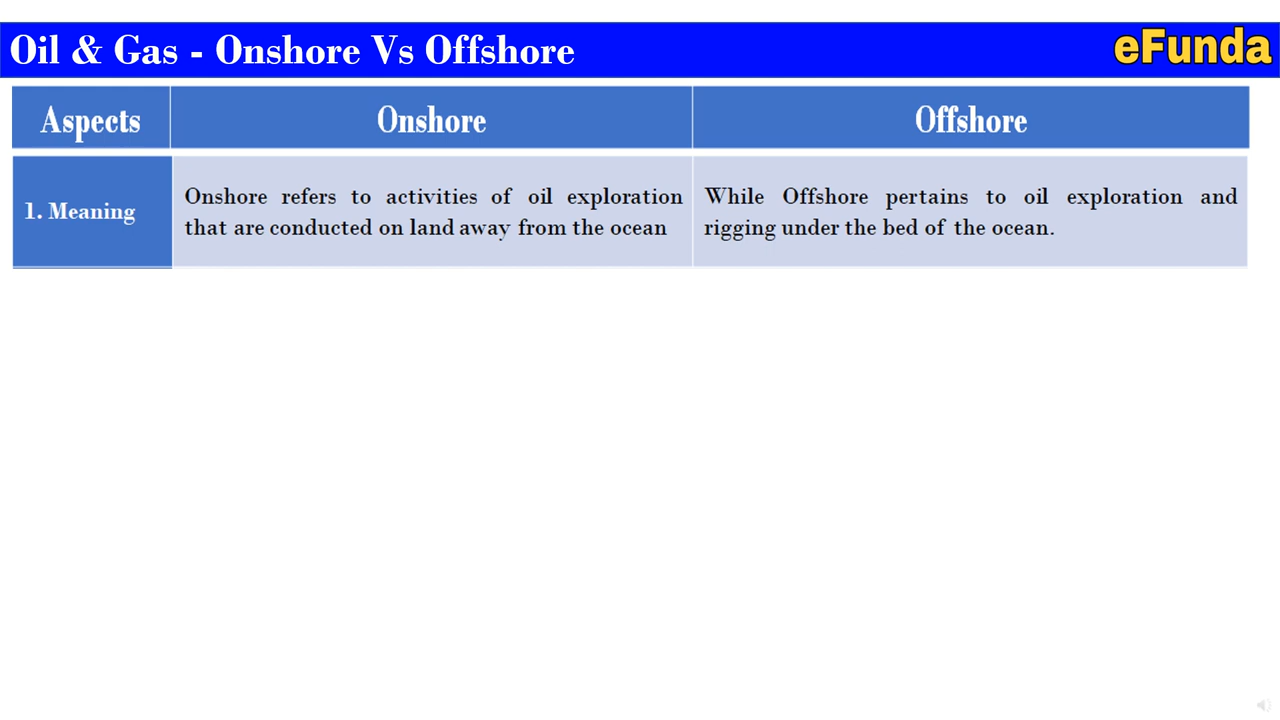 Oil & Gas - Onshore Vs Offshore
eFunda
Aspects
Onshore
Offshore
1. Meaning
Onshore refers to activities of oil exploration
that are conducted on land away from the ocean
While Offshore pertains to oil exploration and
rigging under the bed of the ocean.